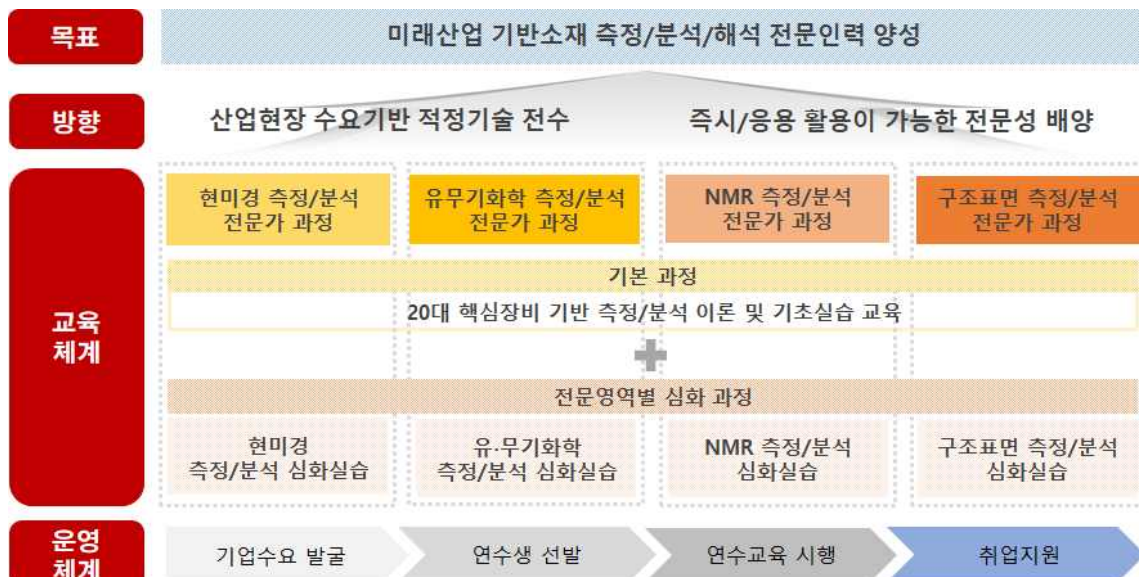 목표
미래산업 기반소재 측정/분석/해석 전문인력 양성
방향
산업현장 수요기반 적정기술 전수
즉시/응용 활용이 가능한 전문성 배양
교육
체계
현미경 측정/분석
전문가 과정
유무기화학 측정/분석
전문가 과정
NMR 측정/분석
전문가 과정
구조표면 측정/분석
전문가 과정
기본 과정
20대 핵심장비 기반 측정/분석 이론 및 기초실습 교육
전문영역별 심화 과정
현미경
측정/분석 심화실습
유·무기화학
측정/분석 심화실습
NMR 측정/분석
심화실습
구조표면 측정/분석
심화실습
운영
체계
기업수요 발굴
연수생 선발
연수교육 시행
취업지원